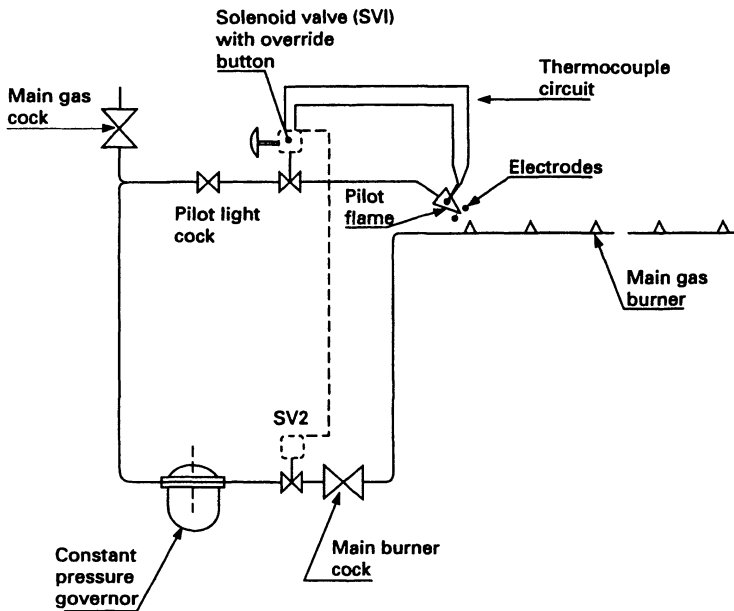 Solenoid valve (SVI)
with override
button
Thermocouple
circuit
Main gas
cock
Electrodes
Pilot light
cock
Pilot
flame
Main gas
burner
SV2
Constant
pressure
governor
Main burner
cock